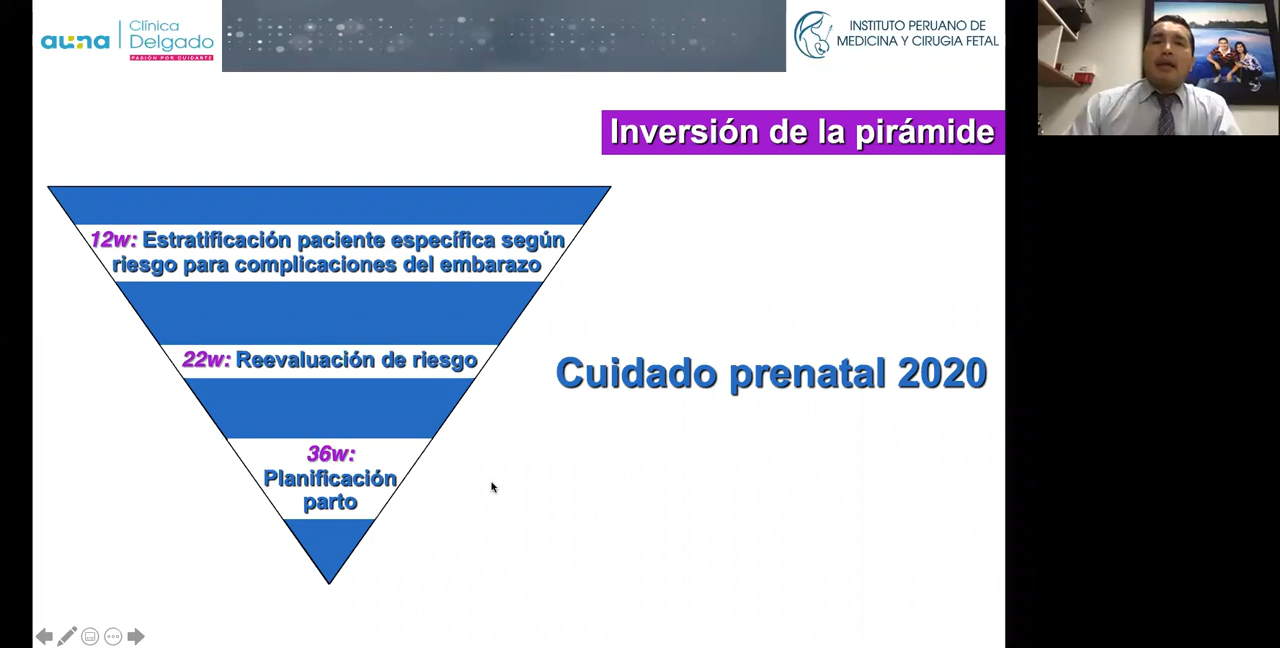 auna
Clínica
Delgado
PASIÓN POR CUIDARTE
INSTITUTO PERUANO DE
MEDICINA Y CIRUGIA FETAL
Inversión de la pirámide
12w: Estratificación paciente específica según
riesgo para complicaciones del embarazo
22w: Reevaluación de riesgo
Cuidado prenatal 2020
36w:
Planificación
parto